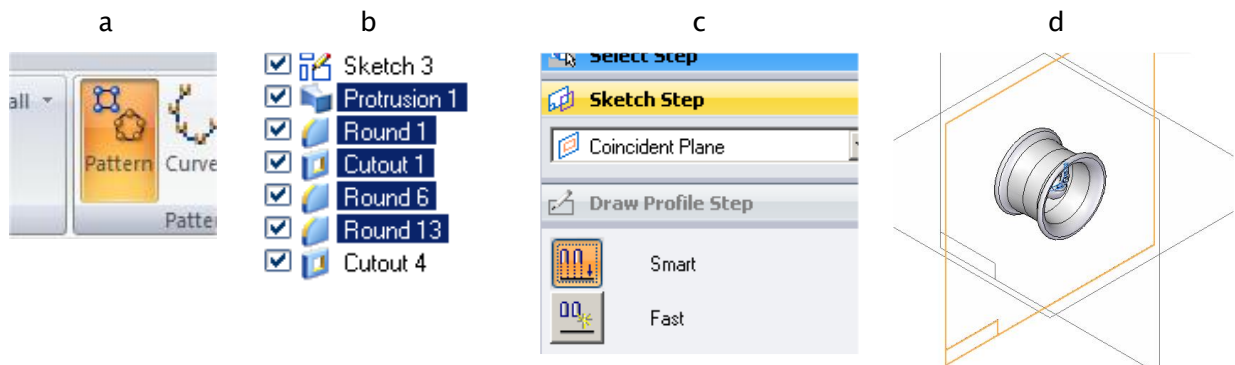 a
b
c
d
all
Pattern Curve
Patte
Sketch 3
Protrusion 1
Round 1
Cutout 1
Round 6
Round 13
Cutout 4
Select Step
Sketch Step
Coincident Plane
Draw Profile Step
Smart
Fast